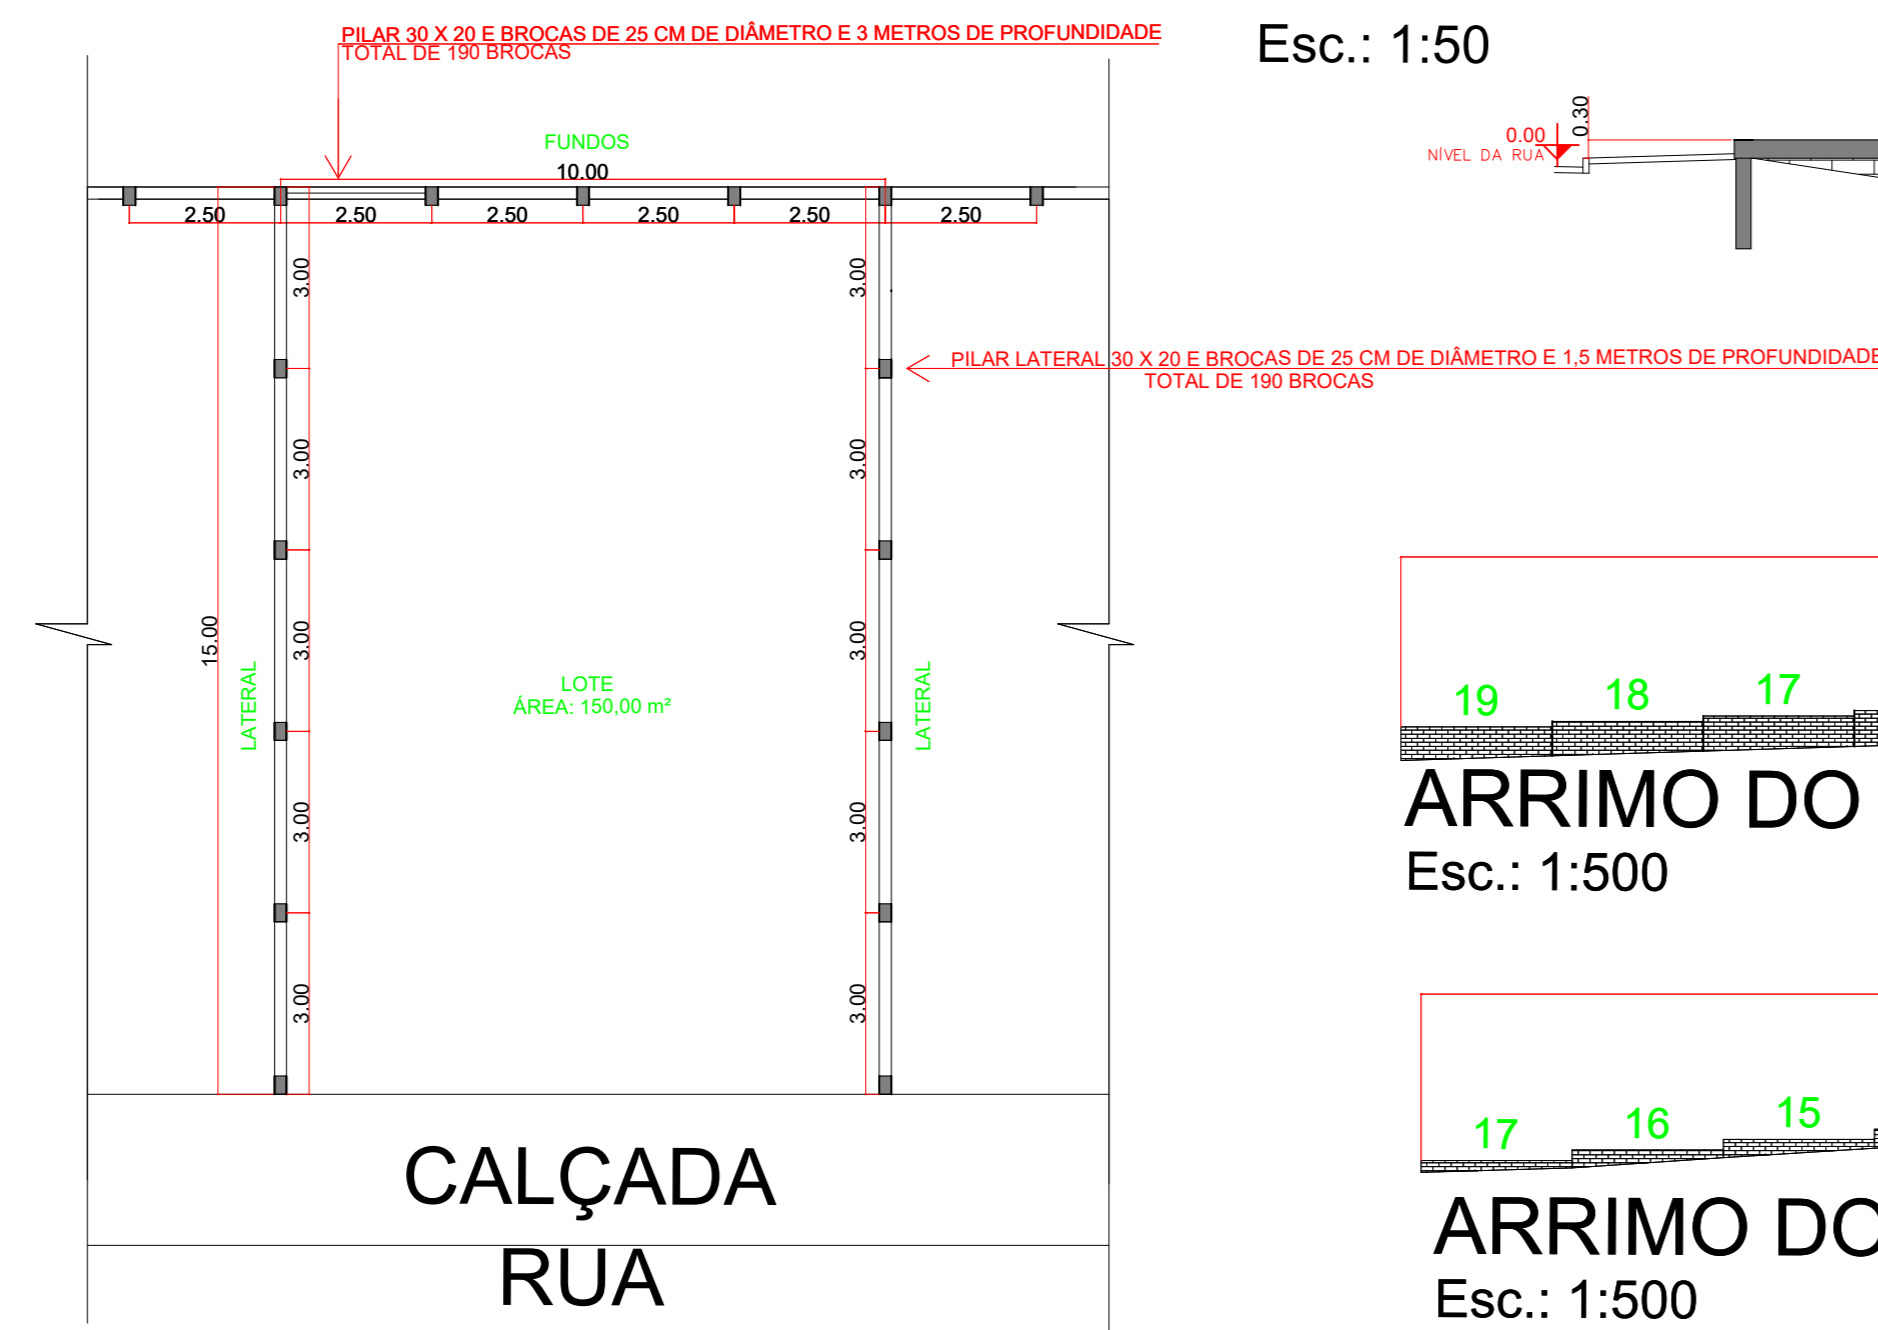 PILAR 30 X 20 E BROCAS DE 25 CM DE DIÂMETRO E 3 METROS DE PROFUNDIDADE
TOTAL DE 190 BROCAS
FUNDOS
10.00
2.50 2.50 2.50 2.50 2.50 2.50
3.00 3.00
3.00 3.00
15.00
3.00 3.00
LATERAL
LOTE
ÁREA: 150,00 m²
LATERAL
3.00 3.00
3.00 3.00
CALÇADA
RUA
Esc.: 1:50
0.30
0.00
NÍVEL DA RUA
PILAR LATERAL 30 X 20 E BROCAS DE 25 CM DE DIÂMETRO E 1,5 METROS DE PROFUNDIDADE
TOTAL DE 190 BROCAS
19 18 17
ARRIMO DO
Esc.: 1:500
17 16 15
ARRIMO DO
Esc.: 1:500